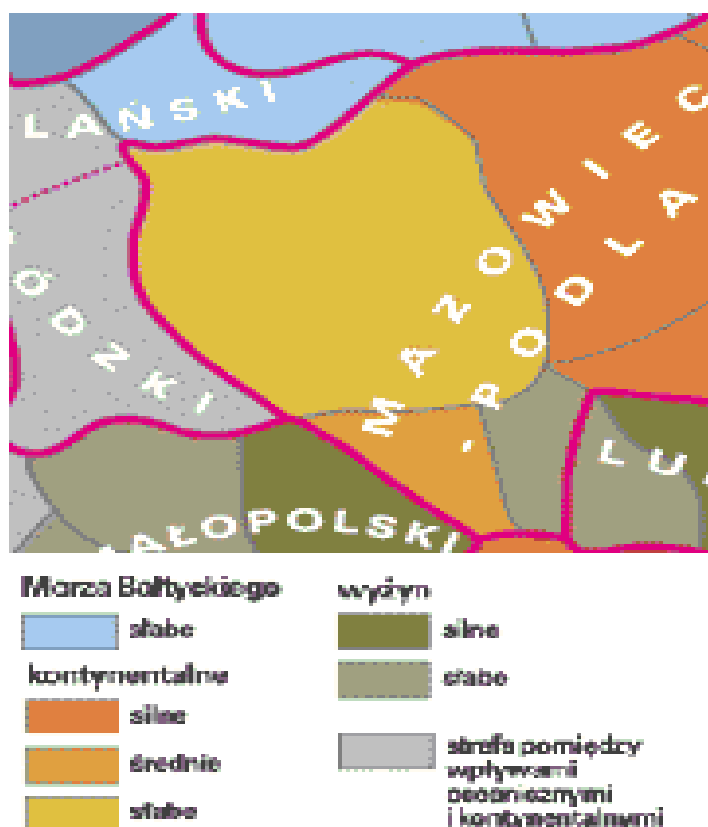 LAŃSKI
MAZOWIEC
-PODLA
ÓDZKI
LU
AŁOPOLSKI
Morza Bałtyckiego
słabe
kontynentalne
silne
średnie
słabe
wyżyn
silne
słabe
strefa pomiędzy
wpływami
oceanicznymi
i kontynentalnymi